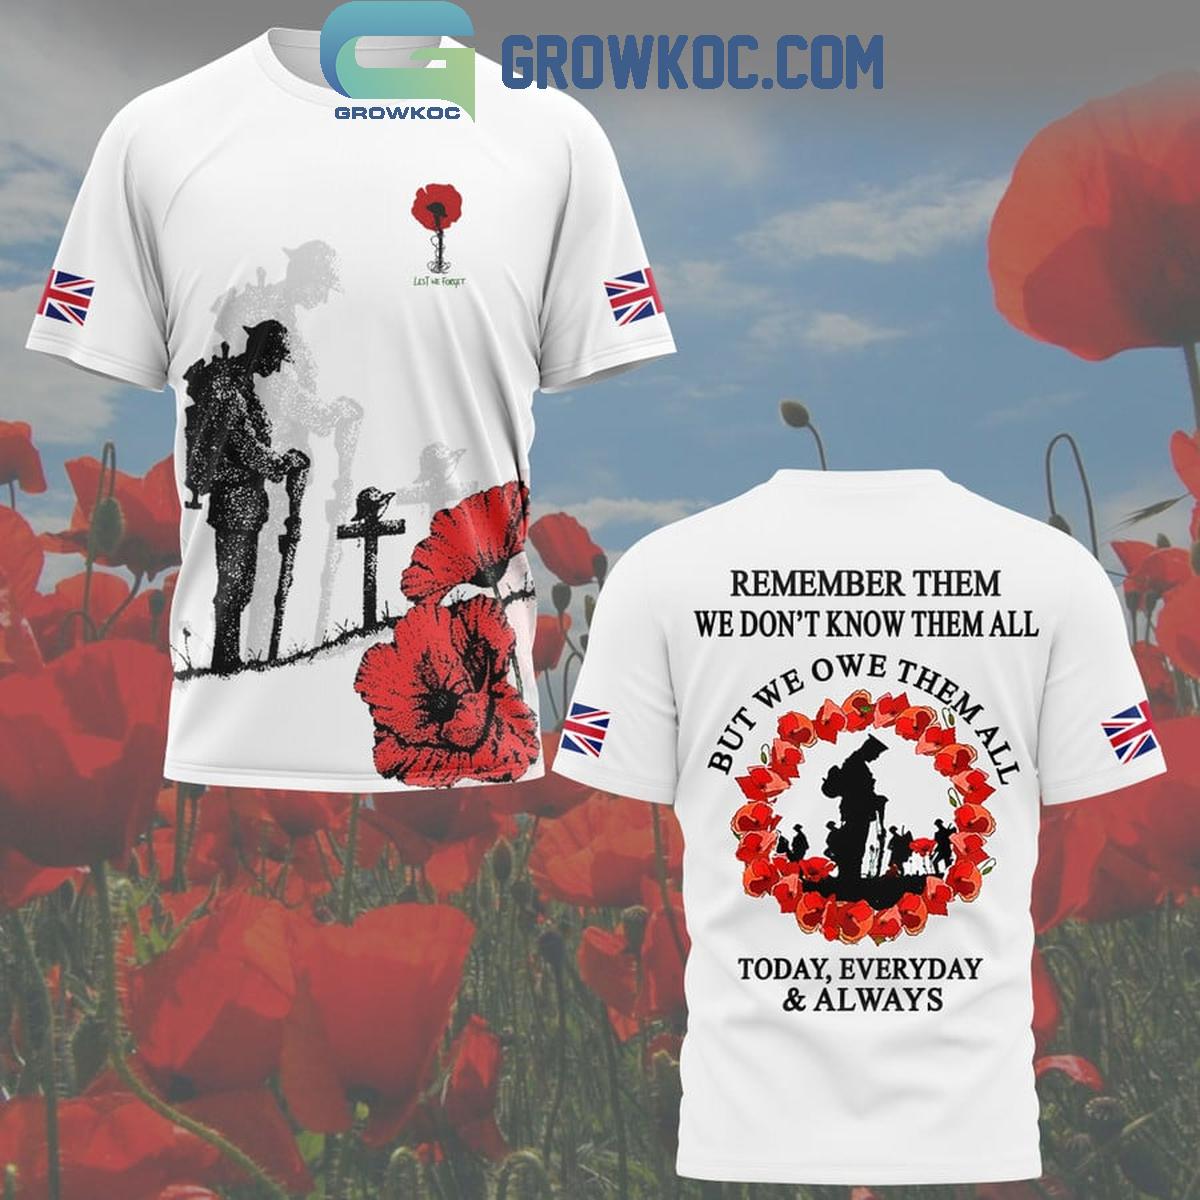 GROWKOC
GROWKOC.COM
LEST WE FORGET
REMEMBER THEM
WE DON'T KNOW THEM ALL
BUT WE OWE THEM ALL
TODAY, EVERYDAY
& ALWAYS